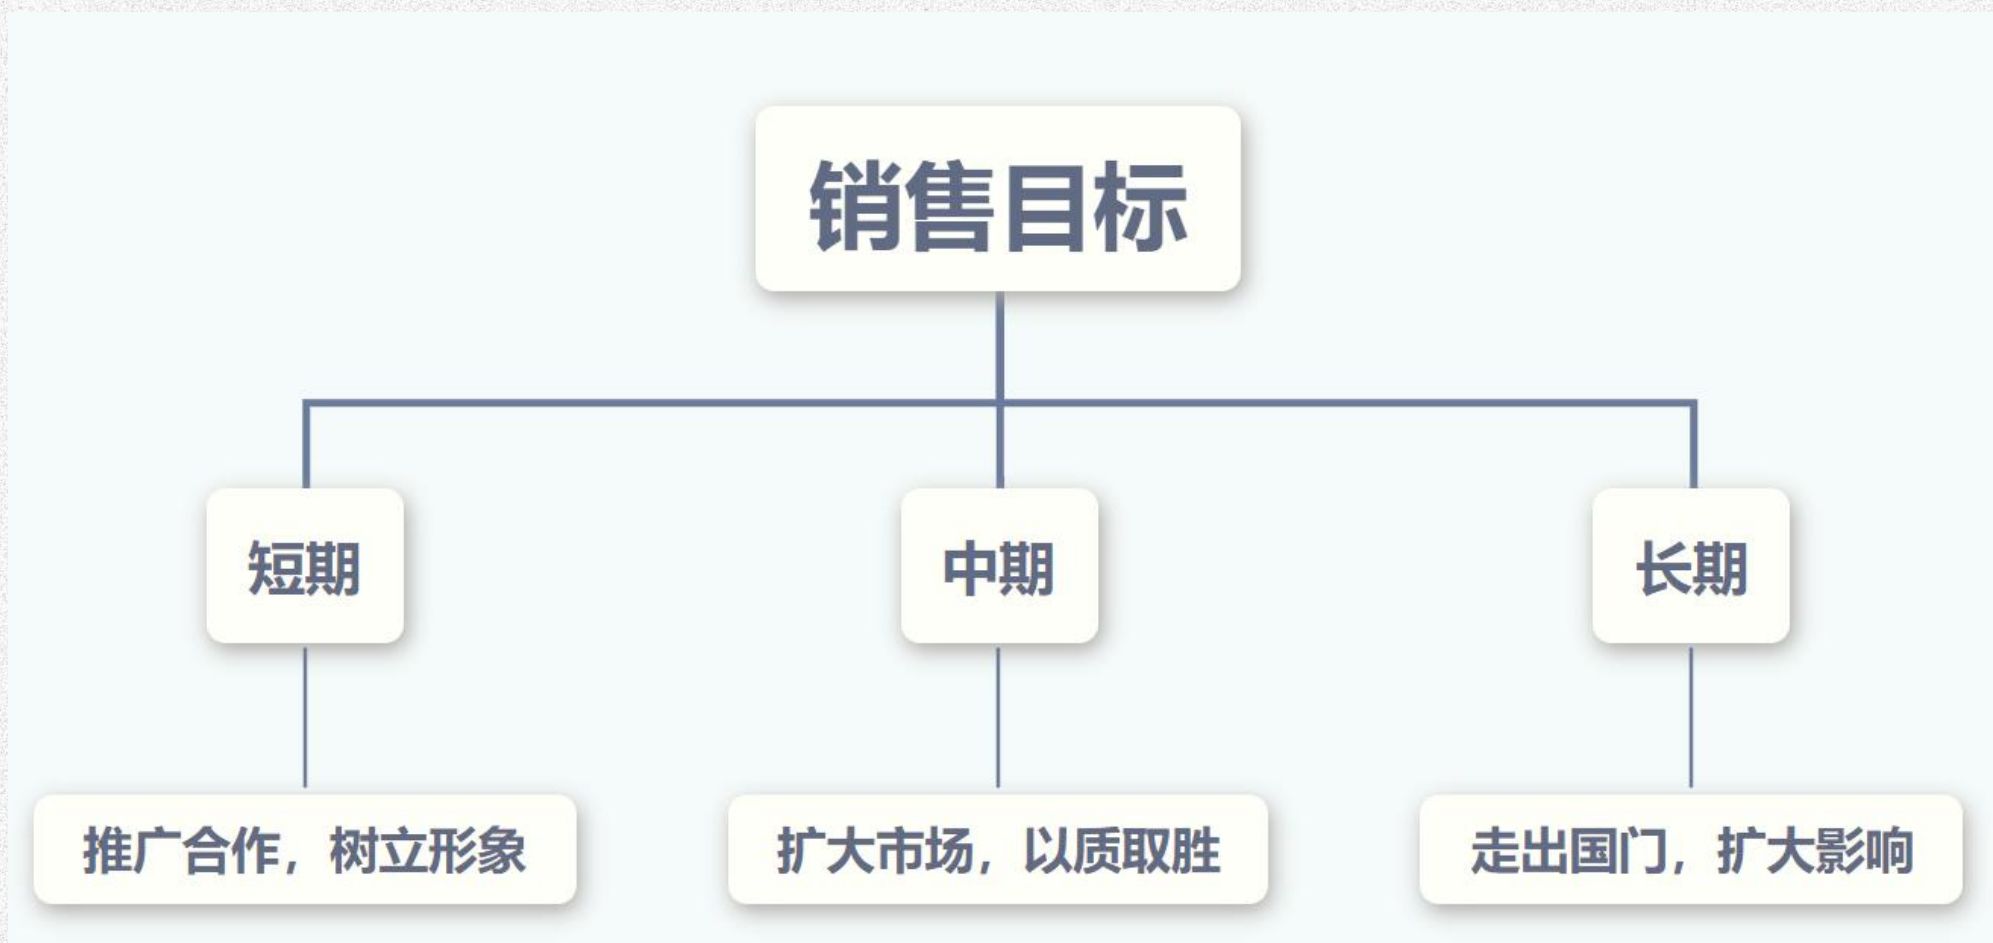 销售目标
短期
中期
长期
推广合作，树立形象
扩大市场，以质取胜
走出国门，扩大影响